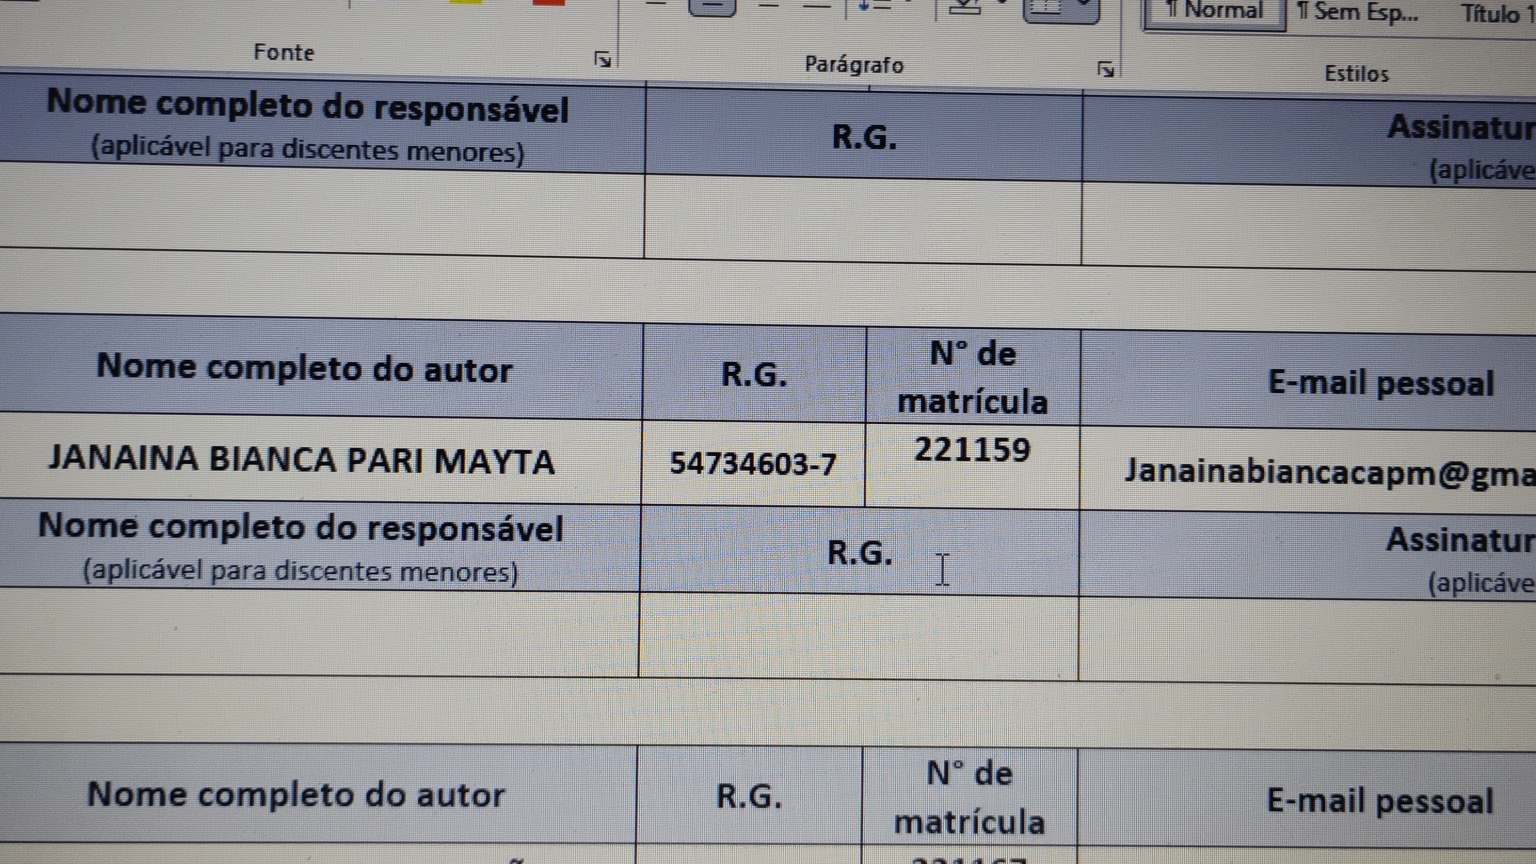 ¶ Normal ¶ Sem Esp... Título 1
Fonte Parágrafo Estilos
Nome completo do responsável
(aplicável para discentes menores)
R.G.
Assinatur
(aplicáve
Nome completo do autor
R.G.
N° de
matrícula
E-mail pessoal
JANAINA BIANCA PARI MAYTA
54734603-7
221159
Janainabiancacapm@gma
Nome completo do responsável
(aplicável para discentes menores)
R.G.
Assinatur
(aplicáve
Nome completo do autor
R.G.
N° de
matrícula
E-mail pessoal